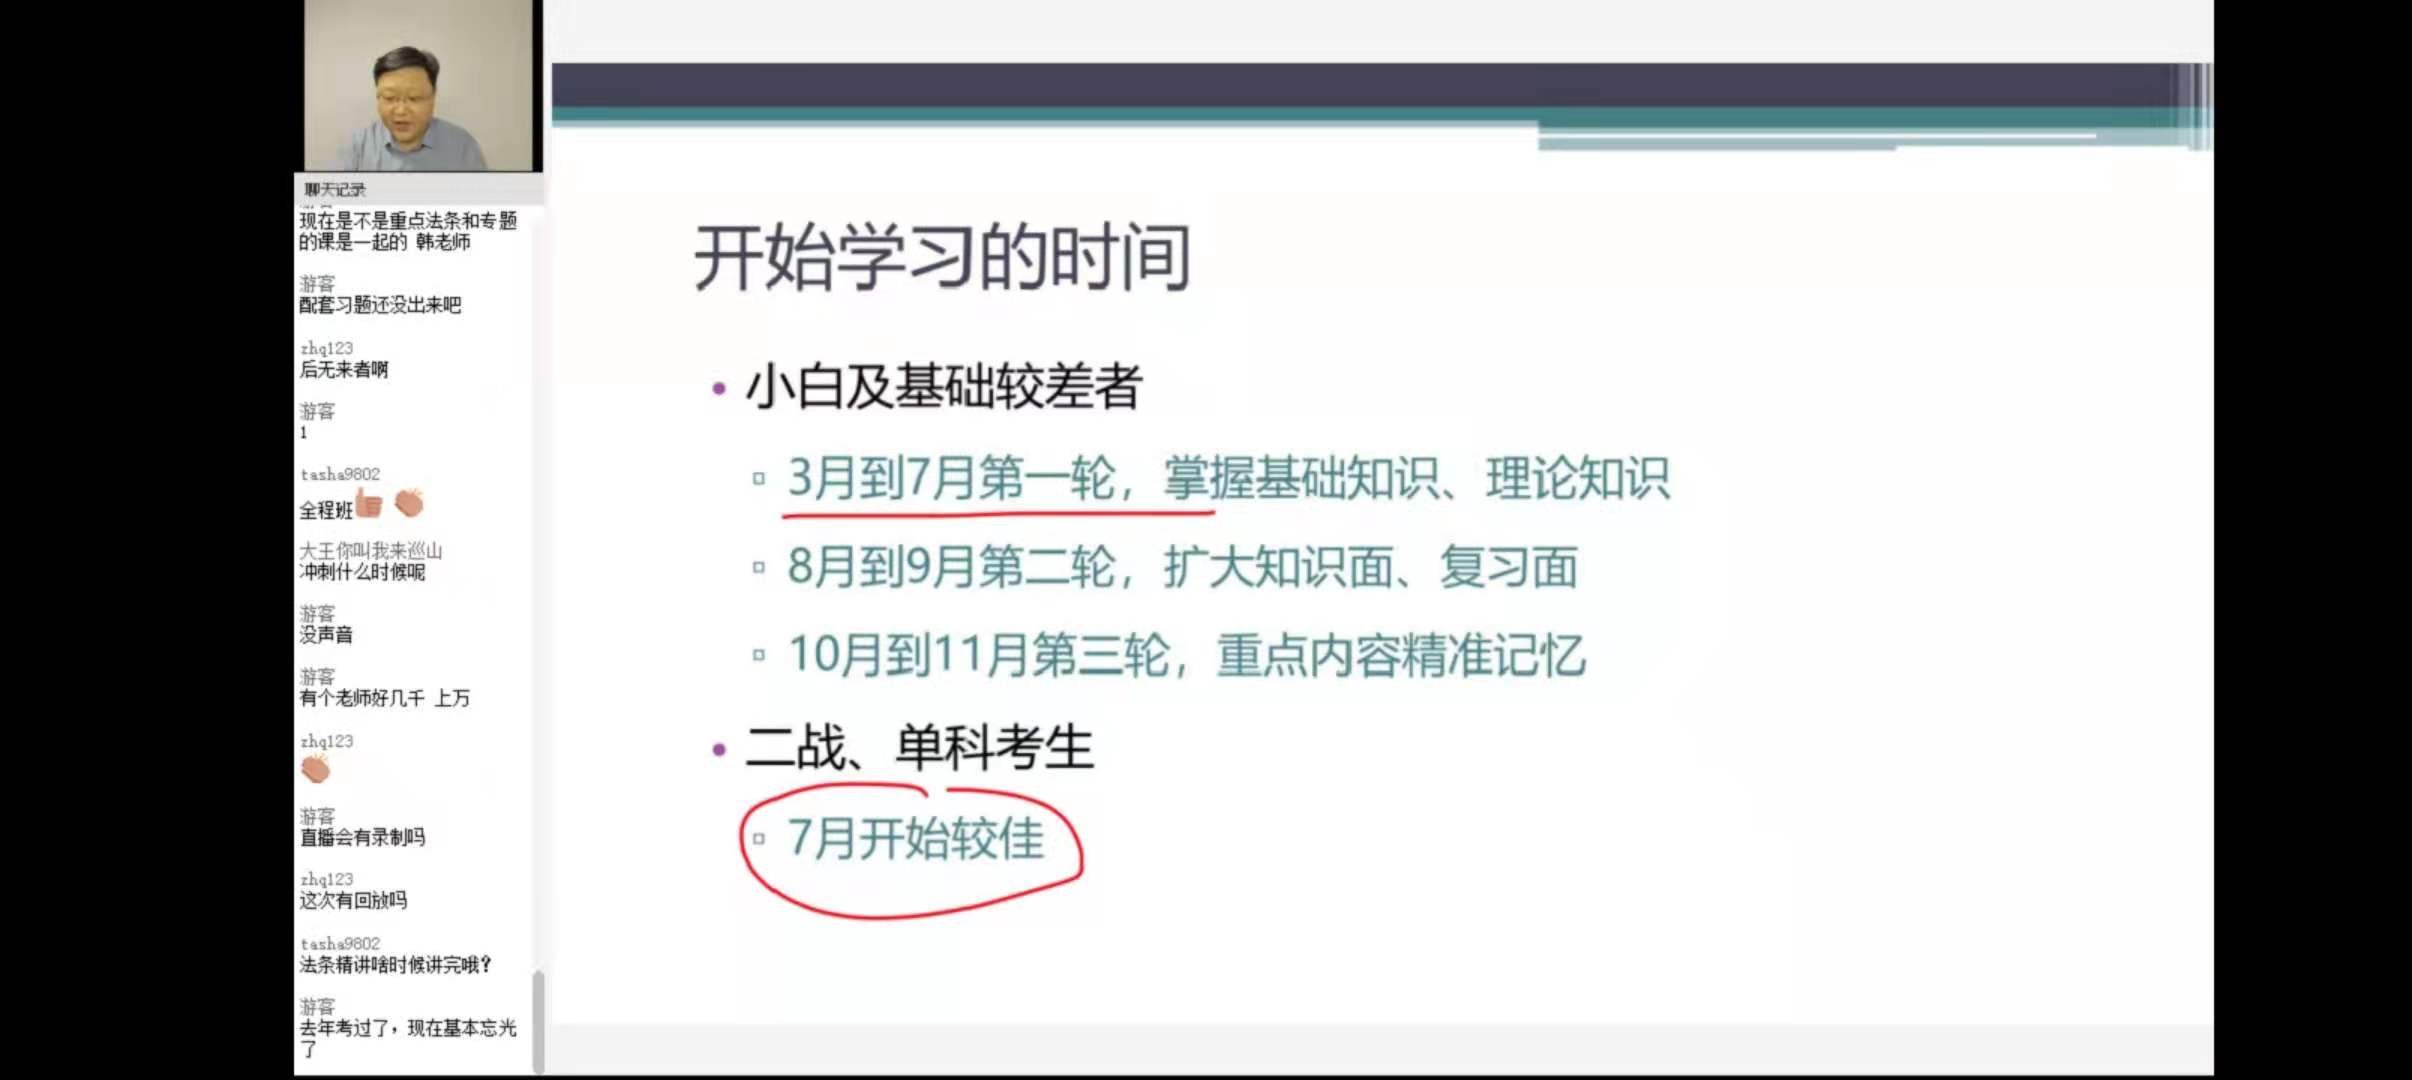 聊天记录
现在是不是重点法条和专题
的课是一起的 韩老师
游客
配套习题还没出来吧
zhq123
后无来者啊
游客
1
tasha9802
全程班
大王你叫我来巡山
冲刺什么时候呢
游客
没声音
游客
有个老师好几千 上万
zhq123
游客
直播会有录制吗
zhq123
这次有回放吗
tasha9802
法条精讲啥时候讲完哦？
游客
去年考过了，现在基本忘光
了
开始学习的时间
• 小白及基础较差者
▫ 3月到7月第一轮，掌握基础知识、理论知识
▫ 8月到9月第二轮，扩大知识面、复习面
▫ 10月到11月第三轮，重点内容精准记忆
• 二战、单科考生
▫ 7月开始较佳